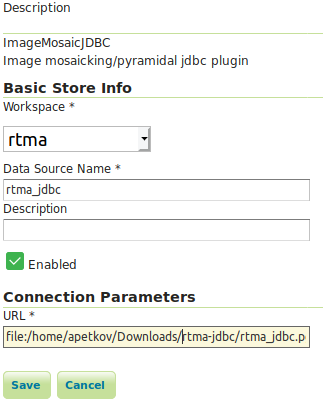 Description
ImageMosaicJDBC
Image mosaicking/pyramidal jdbc plugin
Basic Store Info
Workspace *
rtma
Data Source Name *
rtma_jdbc
Description
Enabled
Connection Parameters
URL *
file:/home/apetkov/Downloads/rtma-jdbc/rtma_jdbc.p
Save Cancel